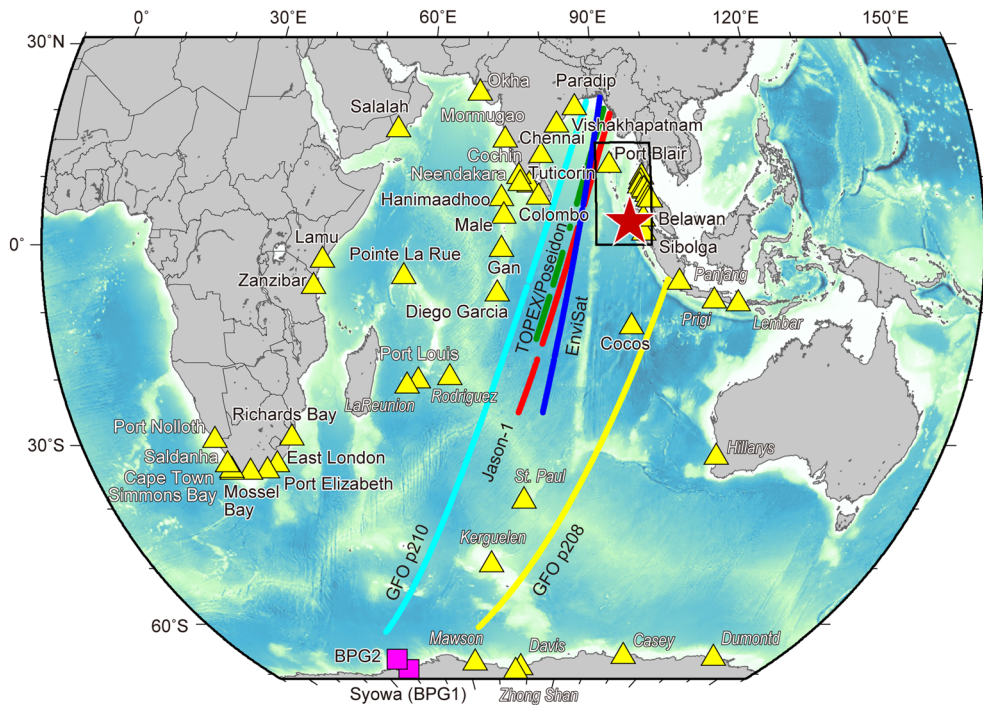 0° 30°E 60°E 90°E 120°E 150°E
30°N
0°
30°S
60°S
Okha
Paradip
Salalah
Mormugao
Vishakhapatnam
Chennai
Port Blair
Cochin
Neendakara
Tuticorin
Hanimaadhoo
Colombo
Belawan
Male
Sibolga
Lamu
Pointe La Rue
Gan
Panjang
Zanzibar
Diego Garcia
Prigi
Lembar
TOPEX/Poseidon
EnviSat
Cocos
Port Louis
LaReunion
Rodriguez
Richards Bay
Port Nolloth
Jason-1
Hillarys
Saldanha
East London
Cape Town
Port Elizabeth
Simmons Bay
Mossel
Bay
St. Paul
Kerguelen
GFO p210
GFO p208
Mawson
Davis
Casey
Dumontd
BPG2
Syowa (BPG1)
Zhong Shan